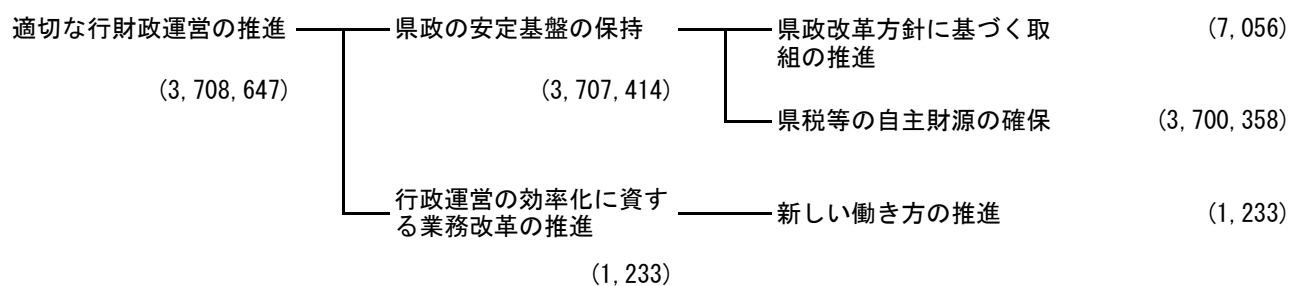 適切な行財政運営の推進
(3,708,647)
県政の安定基盤の保持
(3,707,414)
県政改革方針に基づく取
組の推進
(7,056)
県税等の自主財源の確保
(3,700,358)
行政運営の効率化に資す
る業務改革の推進
(1,233)
新しい働き方の推進
(1,233)